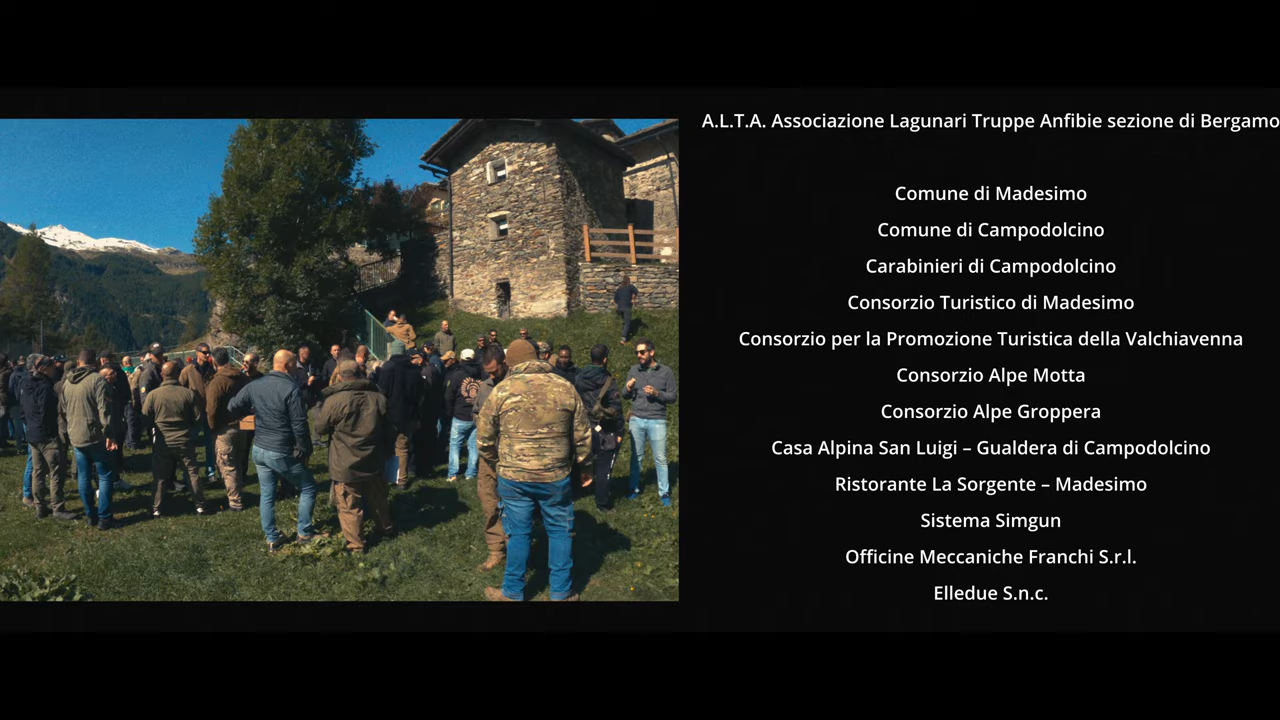 A.L.T.A. Associazione Lagunari Truppe Anfibie sezione di Bergamo
Comune di Madesimo
Comune di Campodolcino
Carabinieri di Campodolcino
Consorzio Turistico di Madesimo
Consorzio per la Promozione Turistica della Valchiavenna
Consorzio Alpe Motta
Consorzio Alpe Groppera
Casa Alpina San Luigi – Gualdera di Campodolcino
Ristorante La Sorgente – Madesimo
Sistema Simgun
Officine Meccaniche Franchi S.r.l.
Elledue S.n.c.